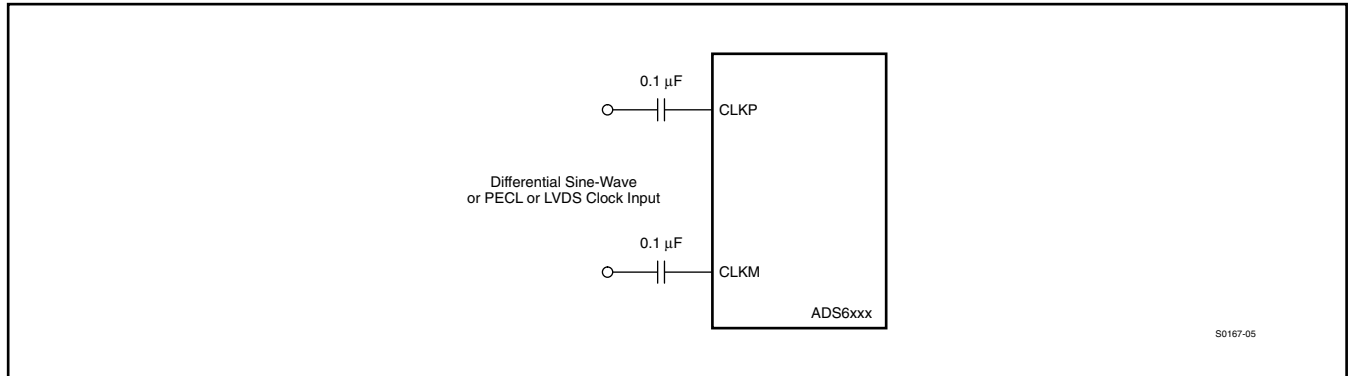 0.1 μF
CLKP
Differential Sine-Wave
or PECL or LVDS Clock Input
0.1 μF
CLKM
ADS6xxx
S0167-05